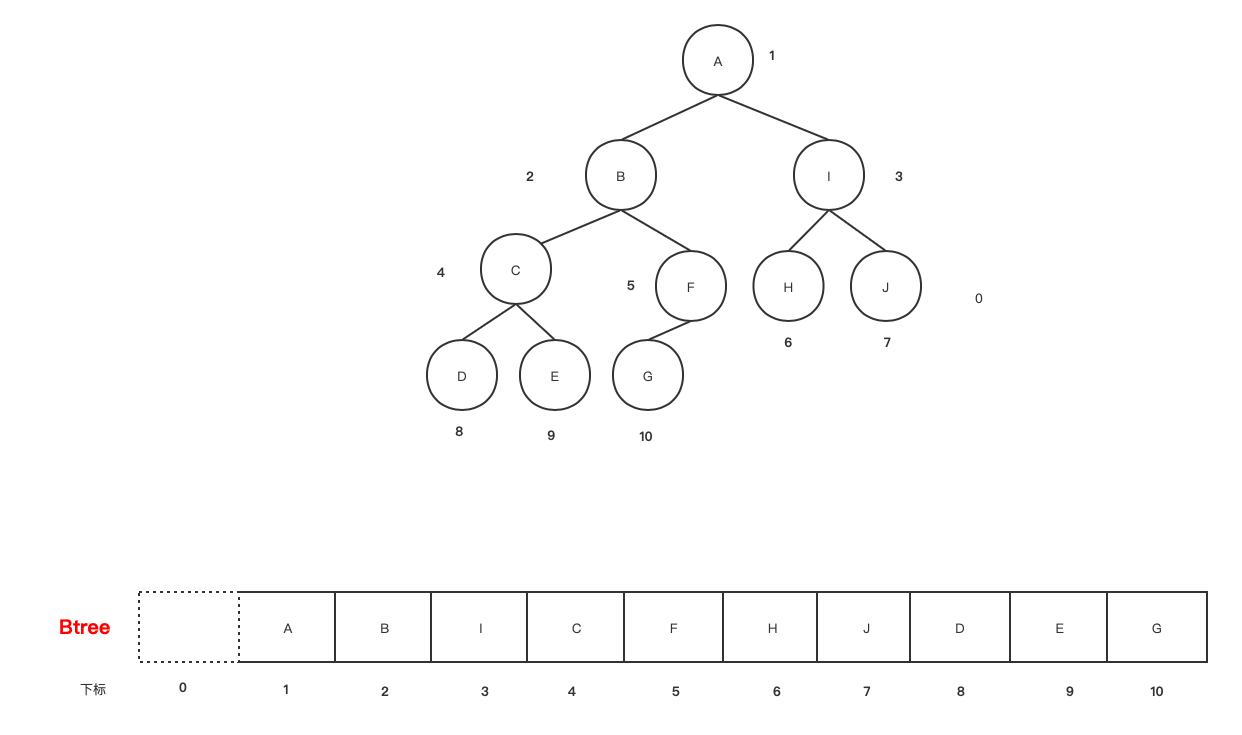 A 1
2 B I 3
4 C 5 F H J 0
6 7
D E G
8 9 10
Btree A B I C F H J D E G
下标 0 1 2 3 4 5 6 7 8 9 10